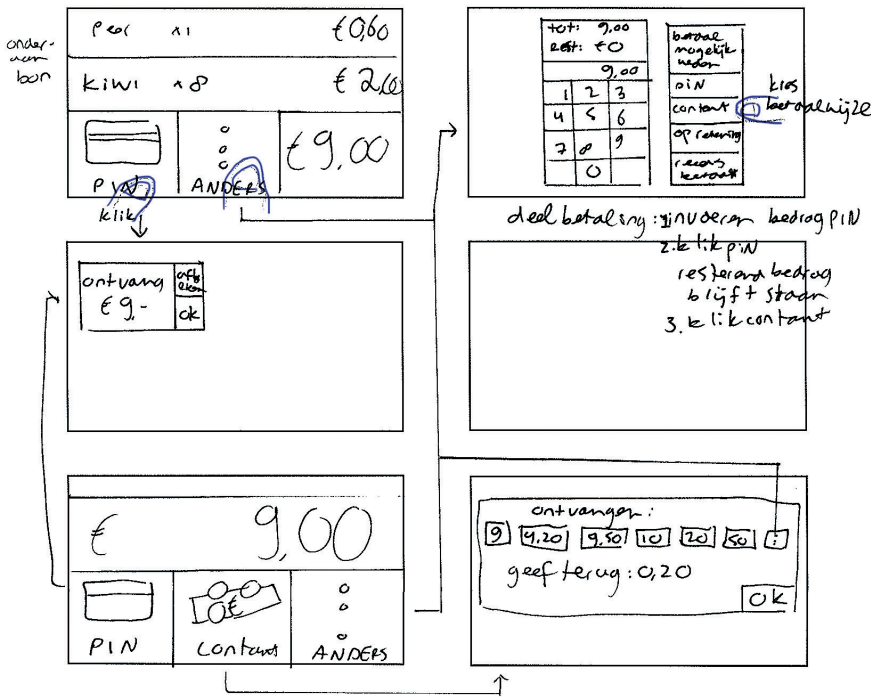 onder-
aan
bon
peer x1 €0,60
kiwi x8 €2,
PIN
ANDERS
€9,00
klik
tot: 9,00
rest: €0
9,00
1 2 3
4 5 6
7 8 9
0
betaal
mogelijk
heden
PIN
contant
op rekening
reeds
betaald
kies
betaalwijze
deelbetaling: 1. invoeren bedrag PIN
2. klik pin
resterend bedrag
blijft staan
3. klik contant
ontvang
€ 9,-
ok
€ 9,00
PIN
€
contant
ANDERS
ontvangen:
9 9,20 9,50 10 20 50 :
geef terug: 0,20
OK